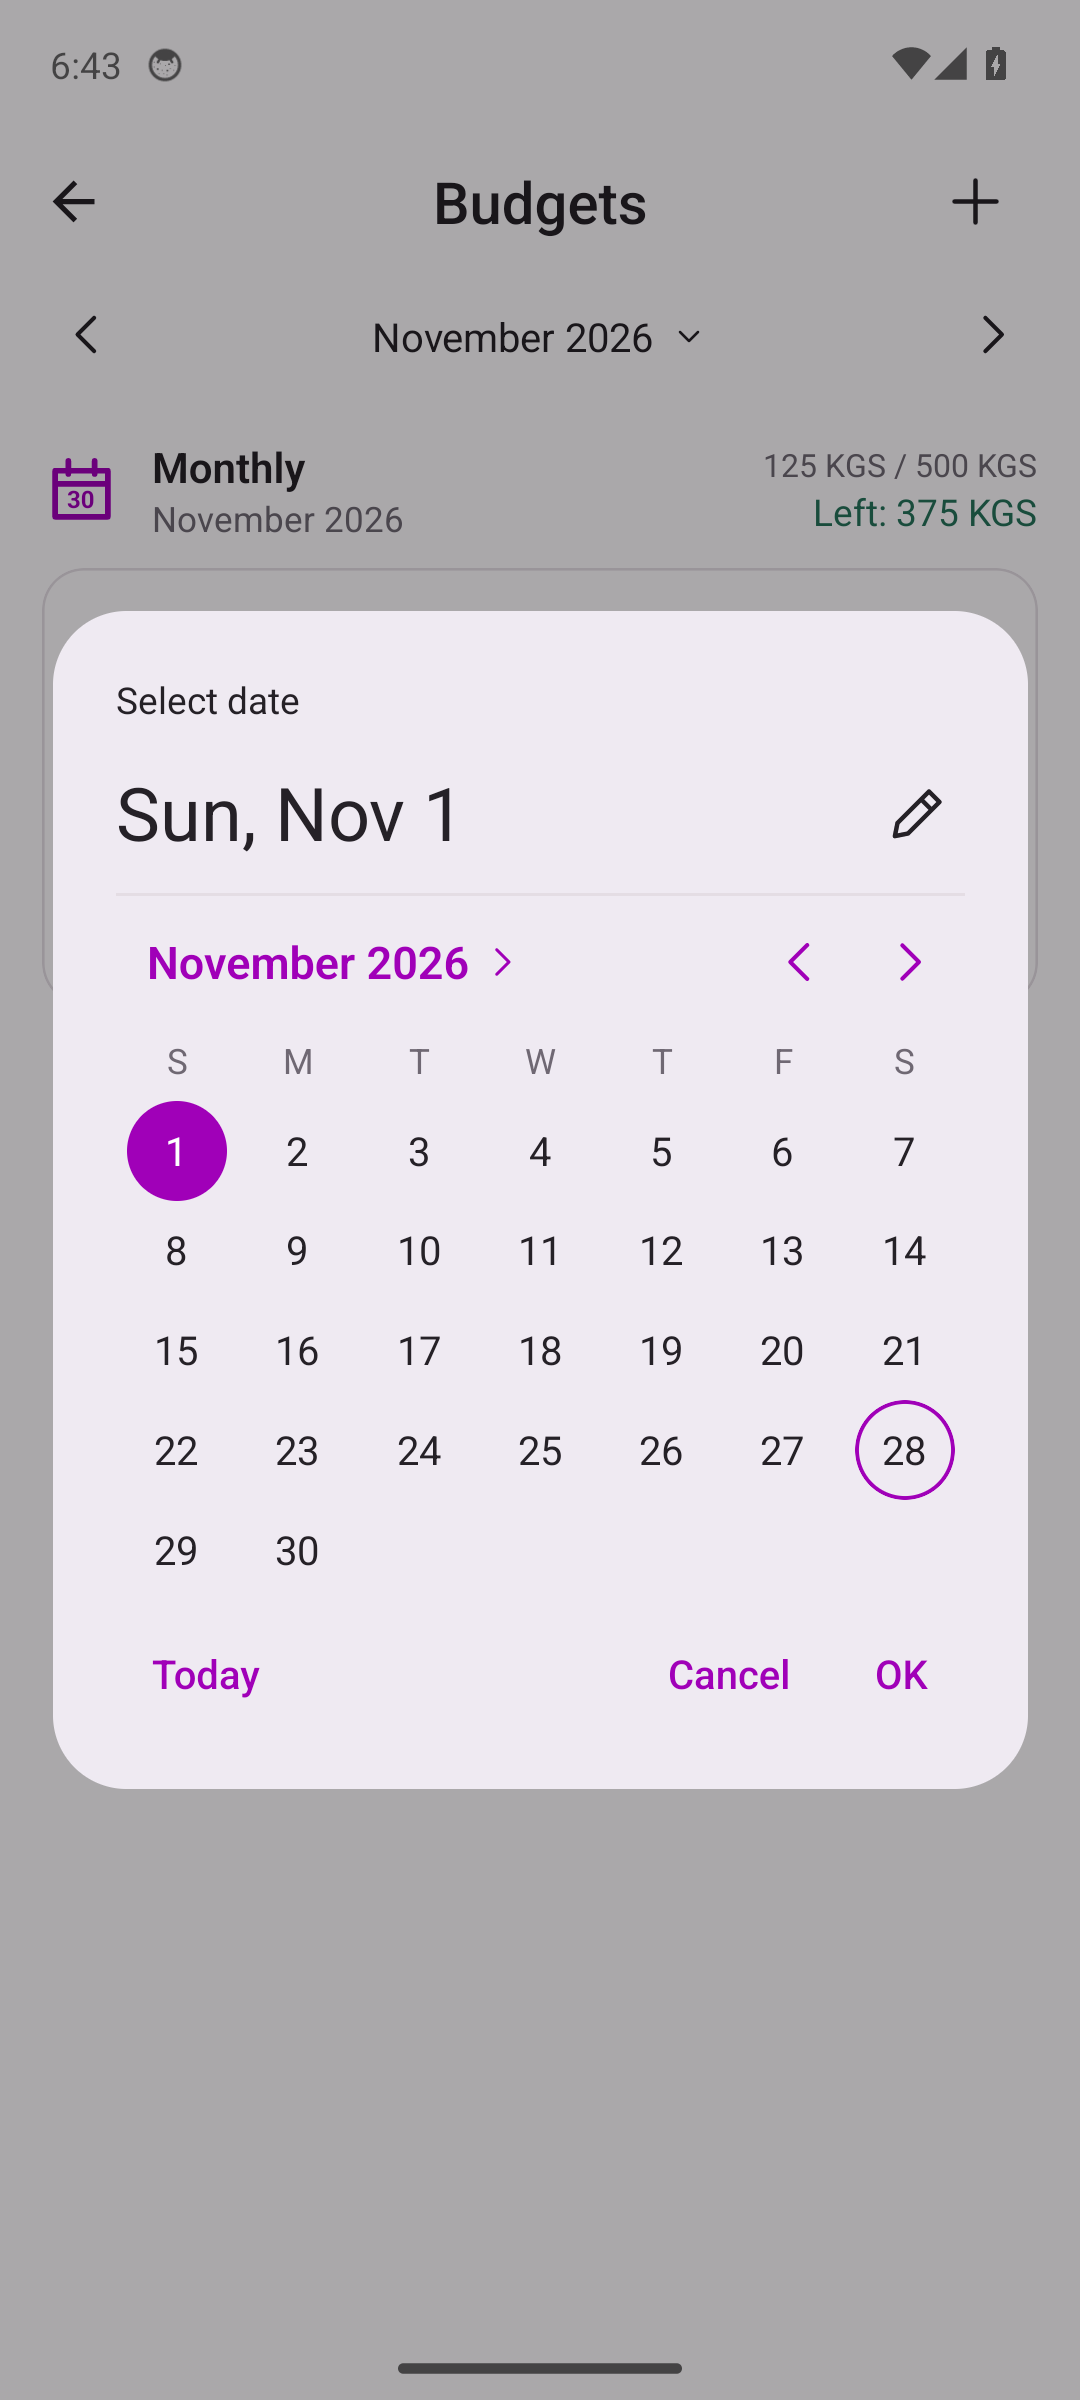 6:43
Budgets
November 2026
Monthly
125 KGS / 500 KGS
30
November 2026
Left: 375 KGS
Select date
Sun, Nov 1
November 2026
S M T W T F S
1 2 3 4 5 6 7
8 9 10 11 12 13 14
15 16 17 18 19 20 21
22 23 24 25 26 27 28
29 30
Today Cancel OK